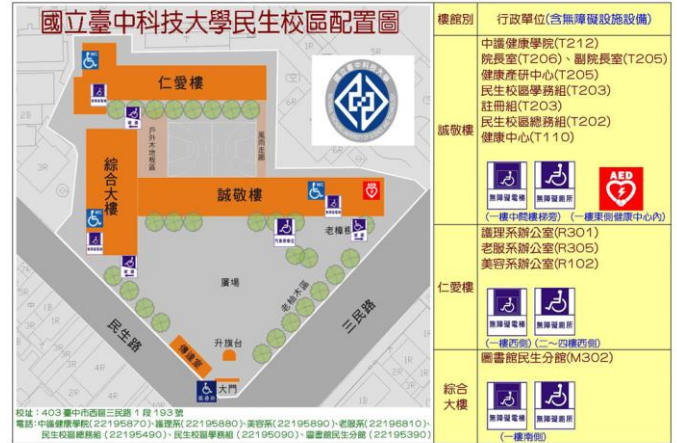 國立臺中科技大學民生校區配置圖
仁愛樓
戶外木地板區
風雨走廊
綜合大樓
誠敬樓
老樟樹
廣場
老榕木區
民生路
三民路
升旗台
傳達室
大門
校址：403 臺中市西區三民路 1 段 193 號
電話：中護健康學院(22195870)、護理系(22195880)、美容系(22195890)、老服系(22196810)、
民生校區總務組(22195490)、民生校區學務組(22195090)、圖書館民生分館(22195390)
樓館別
行政單位(含無障礙設施設備)
誠敬樓
中護健康學院(T212)
院長室(T206)、副院長室(T205)
健康產研中心(T205)
民生校區學務組(T203)
註冊組(T203)
民生校區總務組(T202)
健康中心(T110)
無障礙電梯
無障礙廁所
AED
(一樓中間樓梯旁)
(一樓東側健康中心內)
仁愛樓
護理系辦公室(R301)
老服系辦公室(R305)
美容系辦公室(R102)
無障礙電梯
無障礙廁所
(一樓西側)(二～四樓西側)
綜合大樓
圖書館民生分館(M302)
無障礙電梯
無障礙廁所
(一樓南側)